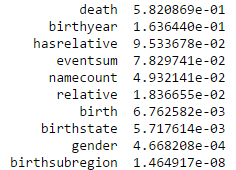 death 5.820869e-01
birthyear 1.636440e-01
hasrelative 9.533678e-02
eventsum 7.829741e-02
namecount 4.932141e-02
relative 1.836655e-02
birth 6.762582e-03
birthstate 5.717614e-03
gender 4.668208e-04
birthsubregion 1.464917e-08